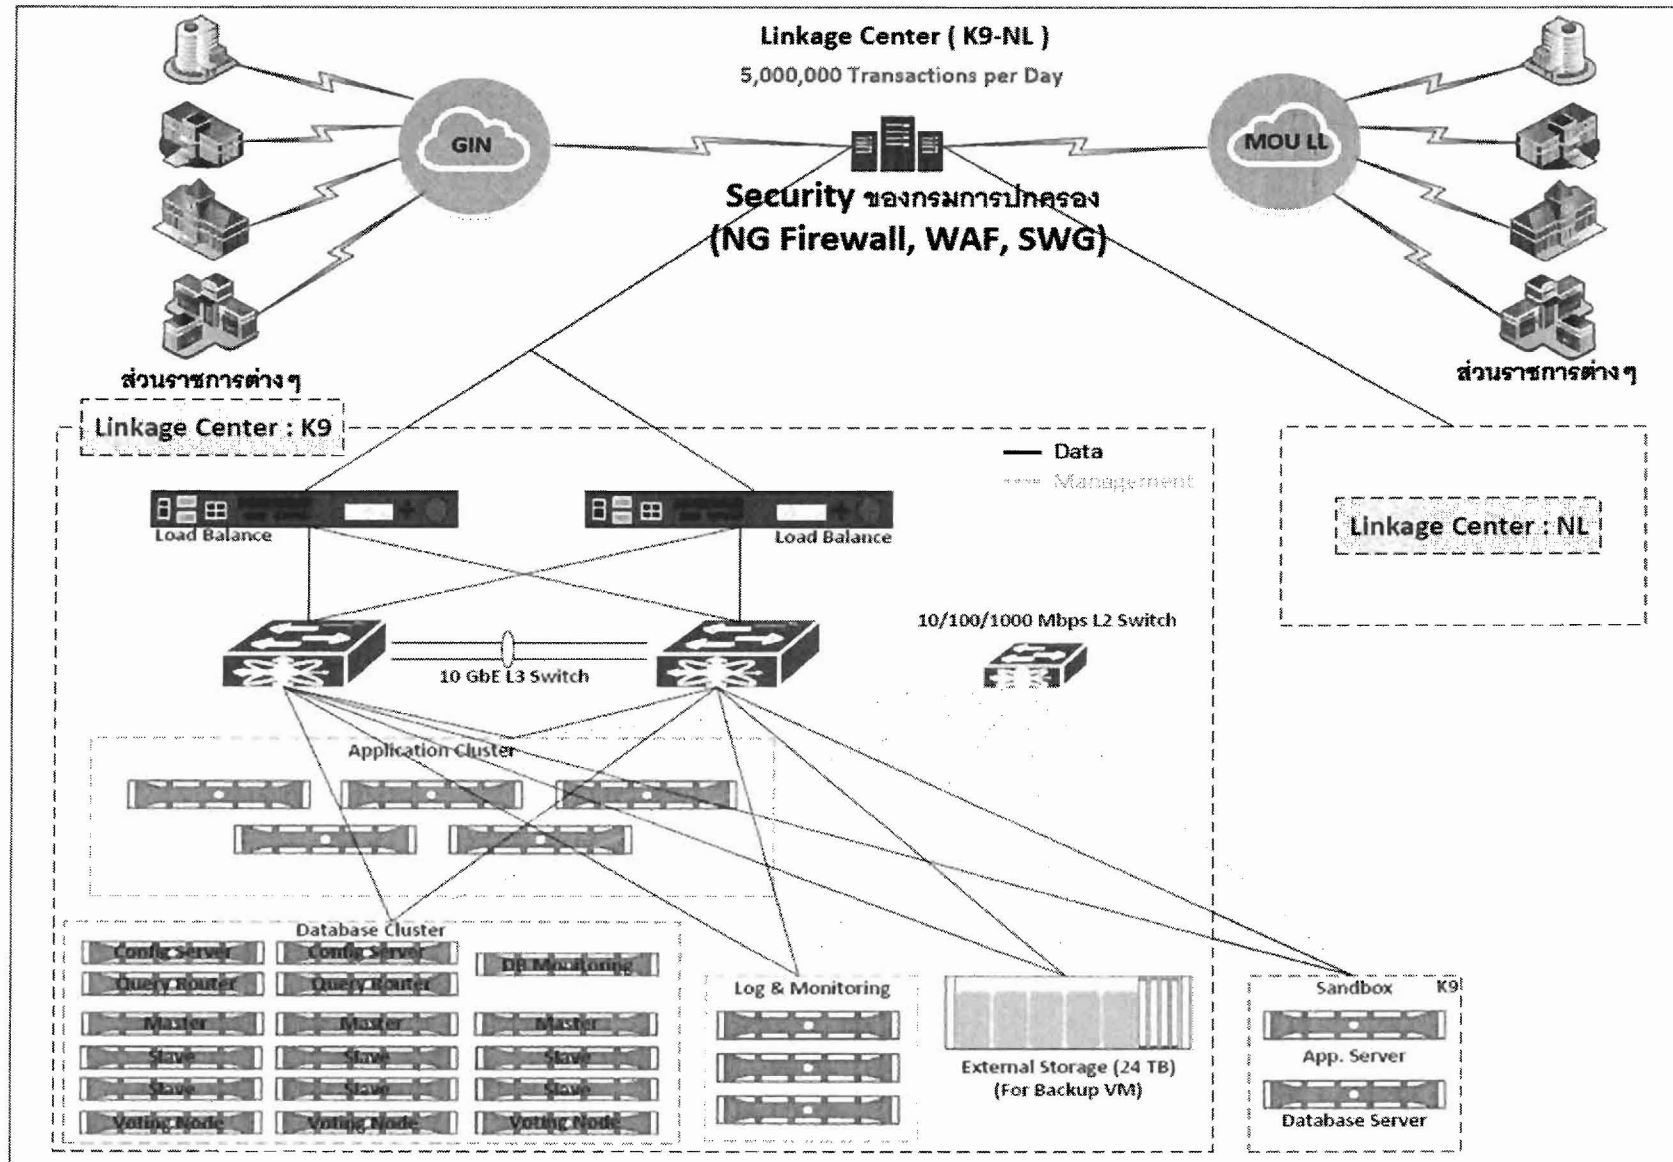 Linkage Center ( K9-NL )
5,000,000 Transactions per Day
GIN
MOU LL
Security ของกรมการปกครอง
(NG Firewall, WAF, SWG)
ส่วนราชการต่างๆ
ส่วนราชการต่างๆ
Linkage Center : K9
Data
Management
Load Balance
Load Balance
Linkage Center : NL
10/100/1000 Mbps L2 Switch
10 GbE L3 Switch
Application Cluster
Database Cluster
Config Server
Config Server
DB Monitoring
Query Router
Query Router
Master
Master
Master
Slave
Slave
Slave
Slave
Slave
Slave
Voting Node
Voting Node
Voting Node
Log & Monitoring
External Storage (24 TB)
(For Backup VM)
Sandbox
K9
App. Server
Database Server